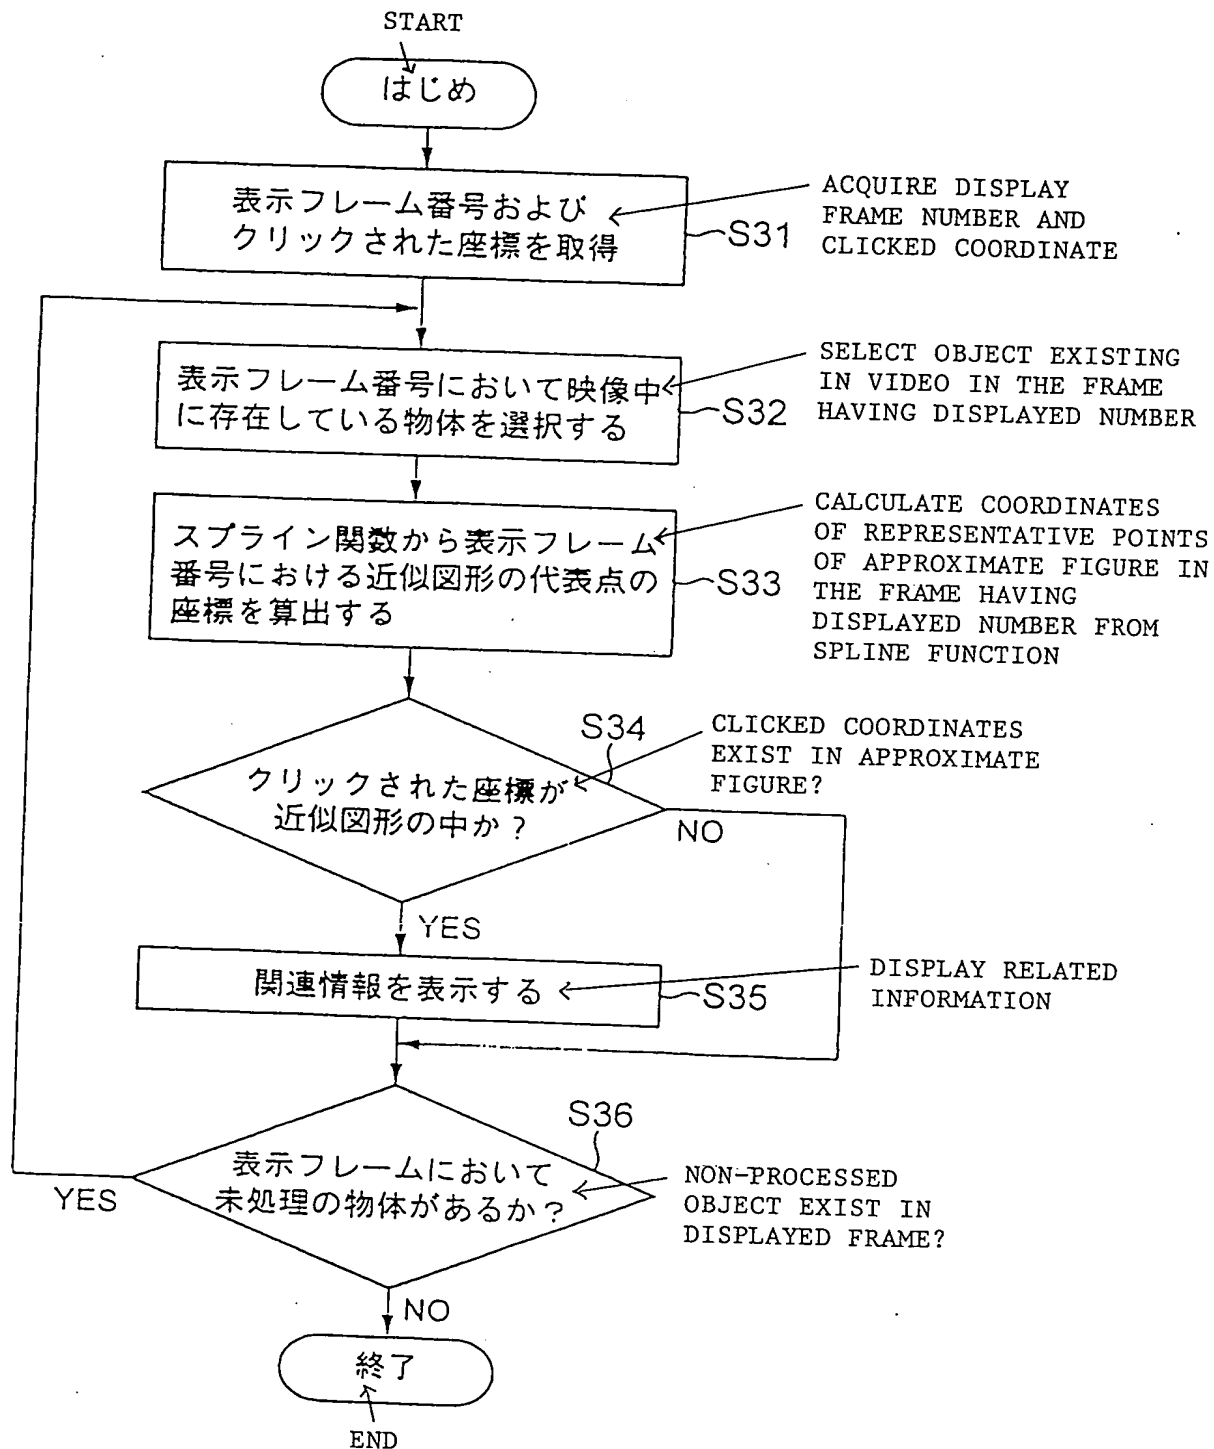 START
はじめ
表示フレーム番号および
クリックされた座標を取得
S31
ACQUIRE DISPLAY
FRAME NUMBER AND
CLICKED COORDINATE
表示フレーム番号において映像中
に存在している物体を選択する
S32
SELECT OBJECT EXISTING
IN VIDEO IN THE FRAME
HAVING DISPLAYED NUMBER
スプライン関数から表示フレーム
番号における近似図形の代表点の
座標を算出する
S33
CALCULATE COORDINATES
OF REPRESENTATIVE POINTS
OF APPROXIMATE FIGURE IN
THE FRAME HAVING
DISPLAYED NUMBER FROM
SPLINE FUNCTION
S34
クリックされた座標が
近似図形の中か？
CLICKED COORDINATES
EXIST IN APPROXIMATE
FIGURE?
NO
YES
関連情報を表示する
S35
DISPLAY RELATED
INFORMATION
S36
表示フレームにおいて
未処理の物体があるか？
NON-PROCESSED
OBJECT EXIST IN
DISPLAYED FRAME?
YES
NO
終了
END